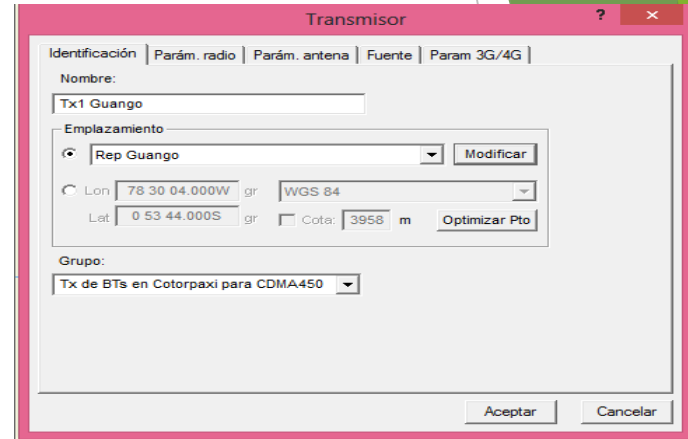 Transmisor ? ×
Identificación Parám. radio Parám. antena Fuente Param 3G/4G
Nombre:
Tx1 Guango
Emplazamiento
Rep Guango Modificar
Lon 78 30 04.000W gr WGS 84
Lat 0 53 44.000S gr Cota: 3958 m Optimizar Pto
Grupo:
Tx de BTs en Cotorpaxi para CDMA450
Aceptar Cancelar